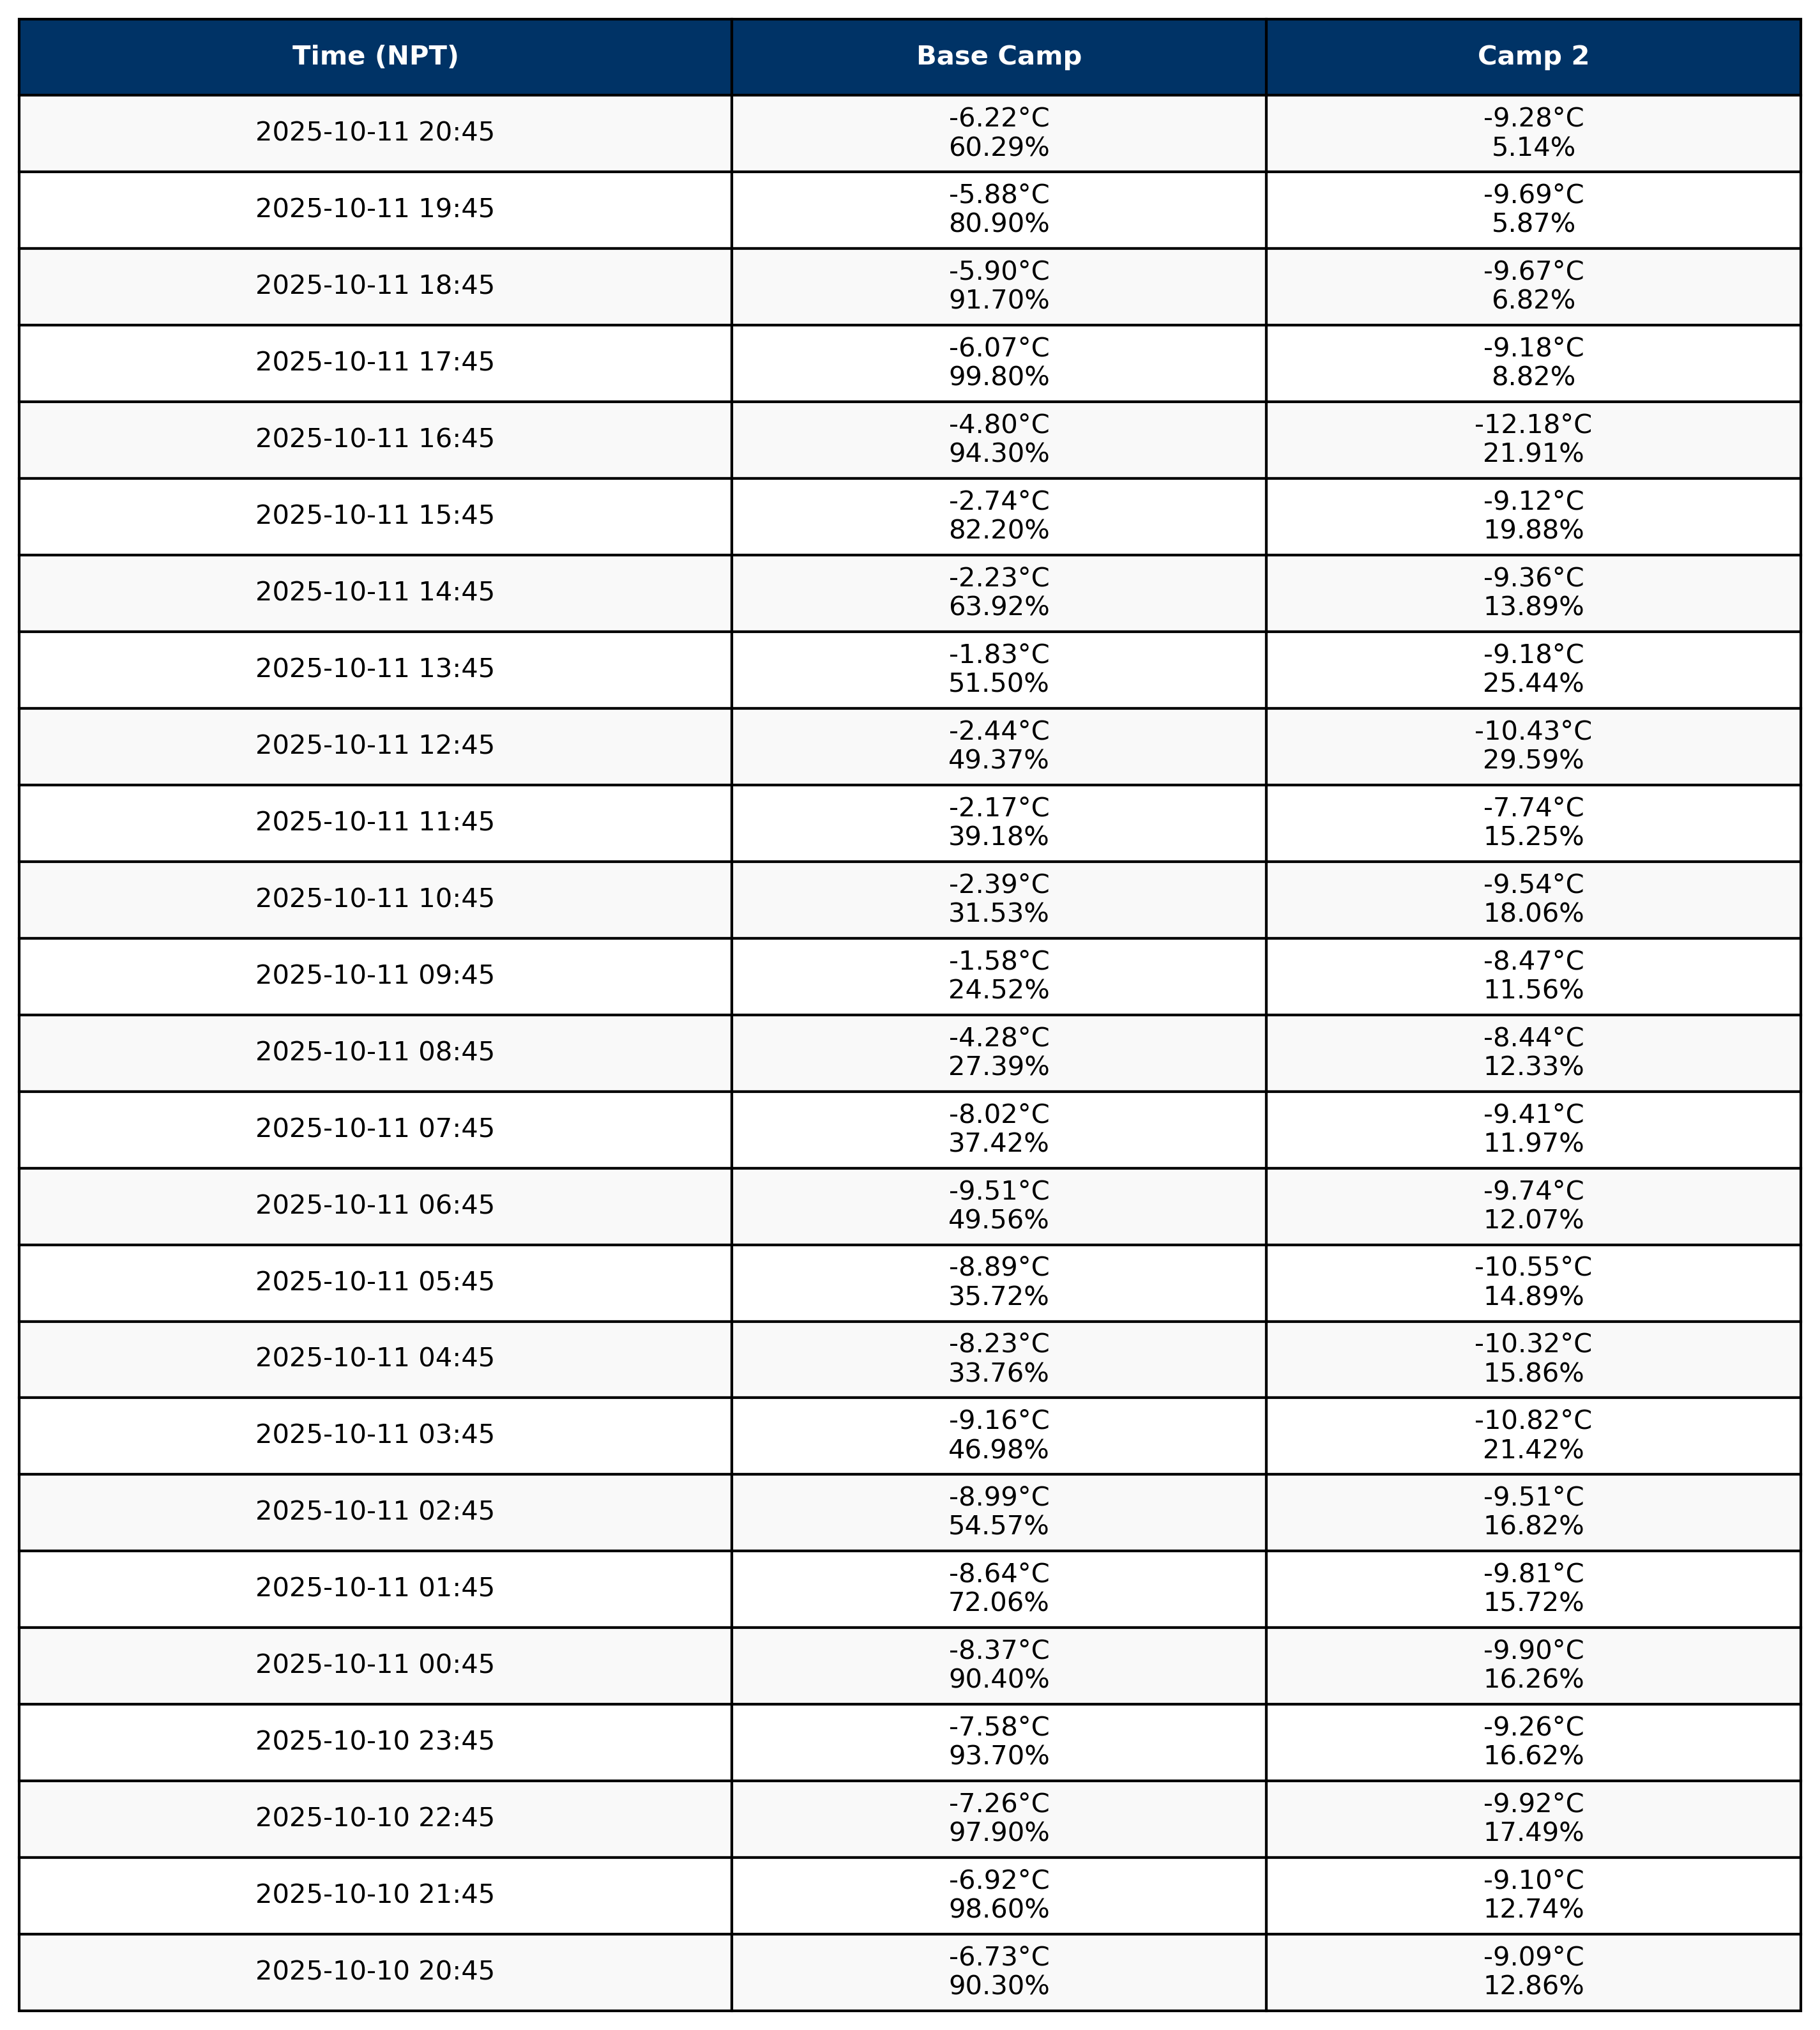 Time (NPT) Base Camp Camp 2
2025-10-11 20:45 -6.22°C -9.28°C
60.29% 5.14%
2025-10-11 19:45 -5.88°C -9.69°C
80.90% 5.87%
2025-10-11 18:45 -5.90°C -9.67°C
91.70% 6.82%
2025-10-11 17:45 -6.07°C -9.18°C
99.80% 8.82%
2025-10-11 16:45 -4.80°C -12.18°C
94.30% 21.91%
2025-10-11 15:45 -2.74°C -9.12°C
82.20% 19.88%
2025-10-11 14:45 -2.23°C -9.36°C
63.92% 13.89%
2025-10-11 13:45 -1.83°C -9.18°C
51.50% 25.44%
2025-10-11 12:45 -2.44°C -10.43°C
49.37% 29.59%
2025-10-11 11:45 -2.17°C -7.74°C
39.18% 15.25%
2025-10-11 10:45 -2.39°C -9.54°C
31.53% 18.06%
2025-10-11 09:45 -1.58°C -8.47°C
24.52% 11.56%
2025-10-11 08:45 -4.28°C -8.44°C
27.39% 12.33%
2025-10-11 07:45 -8.02°C -9.41°C
37.42% 11.97%
2025-10-11 06:45 -9.51°C -9.74°C
49.56% 12.07%
2025-10-11 05:45 -8.89°C -10.55°C
35.72% 14.89%
2025-10-11 04:45 -8.23°C -10.32°C
33.76% 15.86%
2025-10-11 03:45 -9.16°C -10.82°C
46.98% 21.42%
2025-10-11 02:45 -8.99°C -9.51°C
54.57% 16.82%
2025-10-11 01:45 -8.64°C -9.81°C
72.06% 15.72%
2025-10-11 00:45 -8.37°C -9.90°C
90.40% 16.26%
2025-10-10 23:45 -7.58°C -9.26°C
93.70% 16.62%
2025-10-10 22:45 -7.26°C -9.92°C
97.90% 17.49%
2025-10-10 21:45 -6.92°C -9.10°C
98.60% 12.74%
2025-10-10 20:45 -6.73°C -9.09°C
90.30% 12.86%